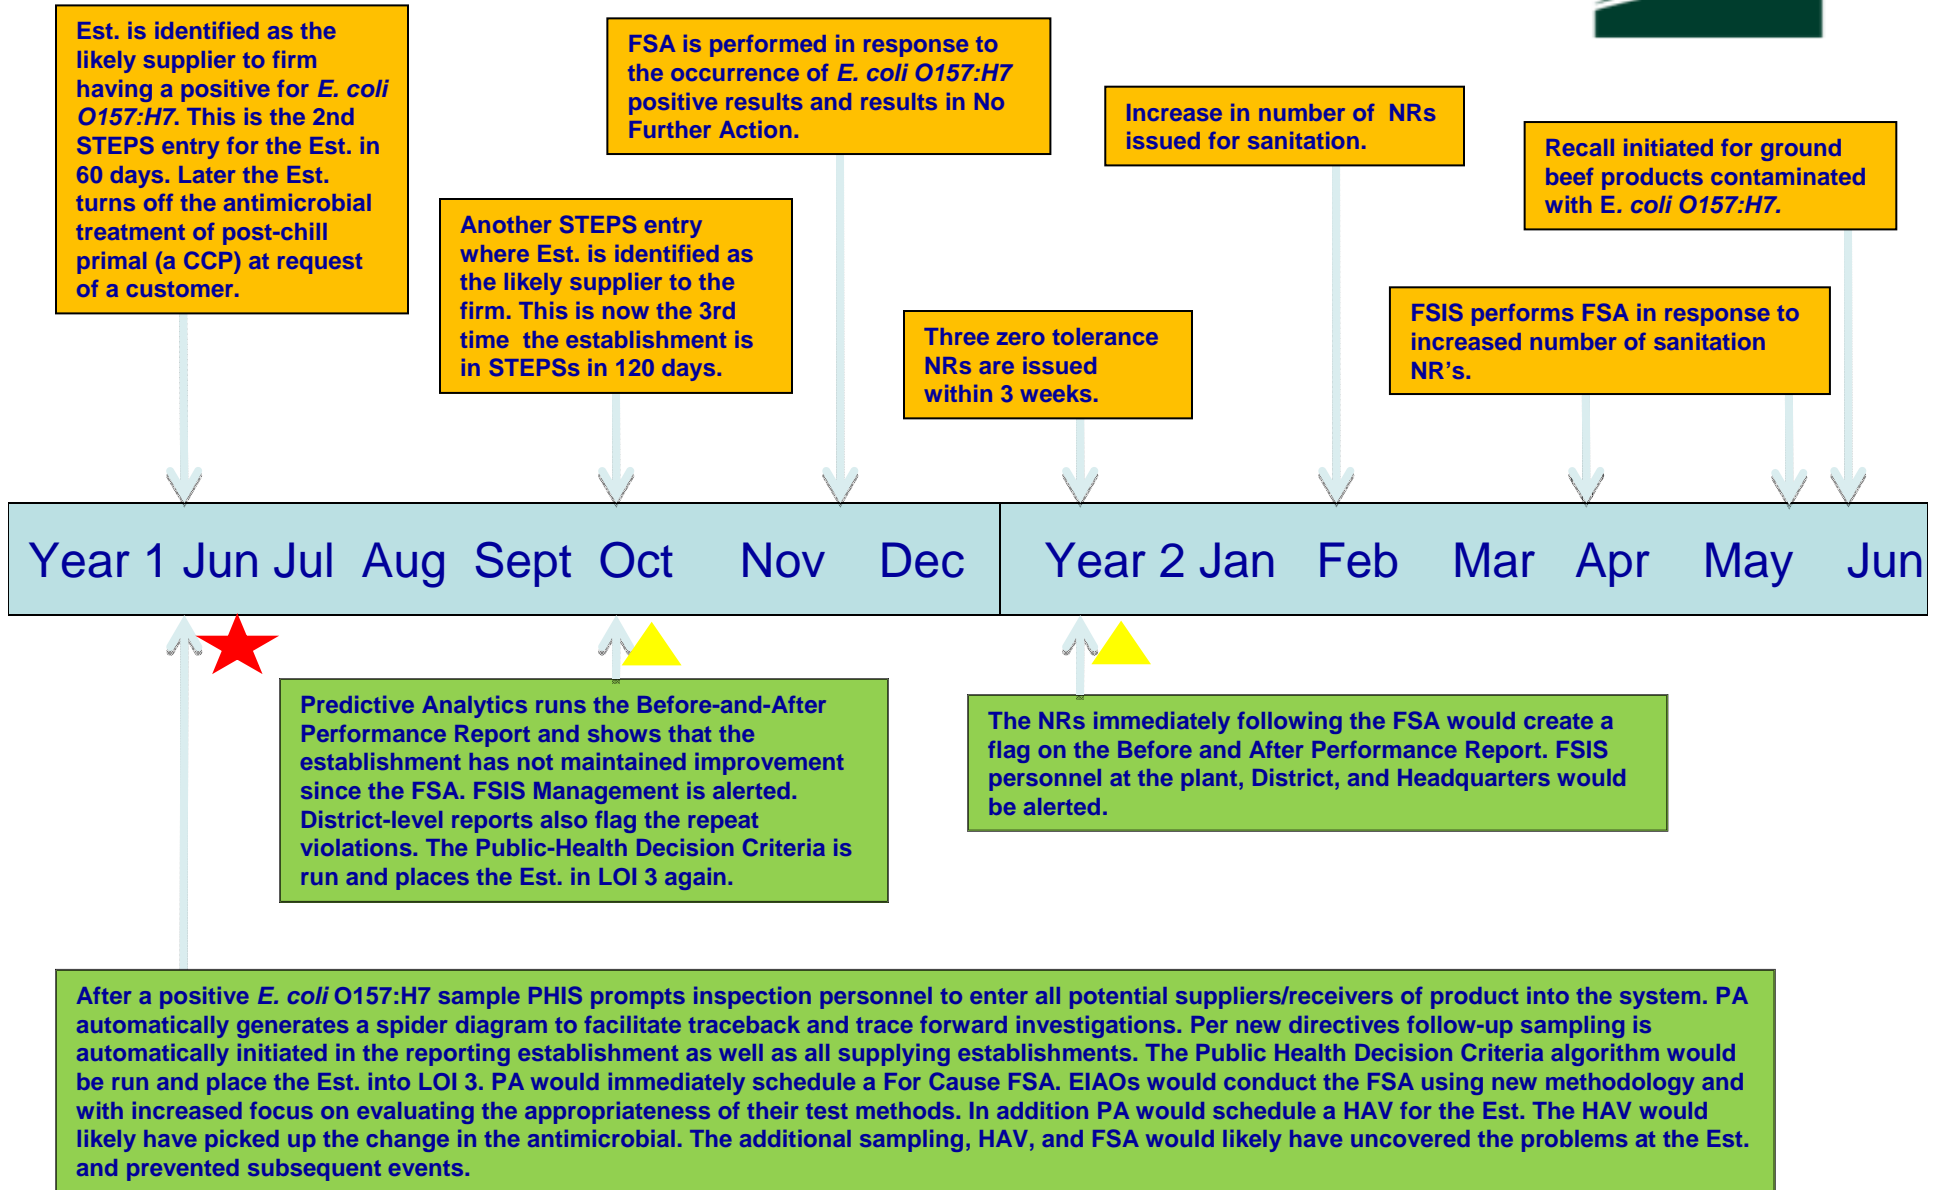 Est. is identified as the
likely supplier to firm
having a positive for E. coli
O157:H7. This is the 2nd
STEPS entry for the Est. in
60 days. Later the Est.
turns off the antimicrobial
treatment of post-chill
primal (a CCP) at request
of a customer.
Another STEPS entry
where Est. is identified as
the likely supplier to the
firm. This is now the 3rd
time the establishment is
in STEPSs in 120 days.
FSA is performed in response to
the occurrence of E. coli O157:H7
positive results and results in No
Further Action.
Three zero tolerance
NRs are issued
within 3 weeks.
Increase in number of NRs
issued for sanitation.
FSIS performs FSA in response to
increased number of sanitation
NR's.
Recall initiated for ground
beef products contaminated
with E. coli O157:H7.
Year 1 Jun Jul Aug Sept Oct Nov Dec Year 2 Jan Feb Mar Apr May Jun
Predictive Analytics runs the Before-and-After
Performance Report and shows that the
establishment has not maintained improvement
since the FSA. FSIS Management is alerted.
District-level reports also flag the repeat
violations. The Public-Health Decision Criteria is
run and places the Est. in LOI 3 again.
The NRs immediately following the FSA would create a
flag on the Before and After Performance Report. FSIS
personnel at the plant, District, and Headquarters would
be alerted.
After a positive E. coli O157:H7 sample PHIS prompts inspection personnel to enter all potential suppliers/receivers of product into the system. PA
automatically generates a spider diagram to facilitate traceback and trace forward investigations. Per new directives follow-up sampling is
automatically initiated in the reporting establishment as well as all supplying establishments. The Public Health Decision Criteria algorithm would
be run and place the Est. into LOI 3. PA would immediately schedule a For Cause FSA. EIAOs would conduct the FSA using new methodology and
with increased focus on evaluating the appropriateness of their test methods. In addition PA would schedule a HAV for the Est. The HAV would
likely have picked up the change in the antimicrobial. The additional sampling, HAV, and FSA would likely have uncovered the problems at the Est.
and prevented subsequent events.